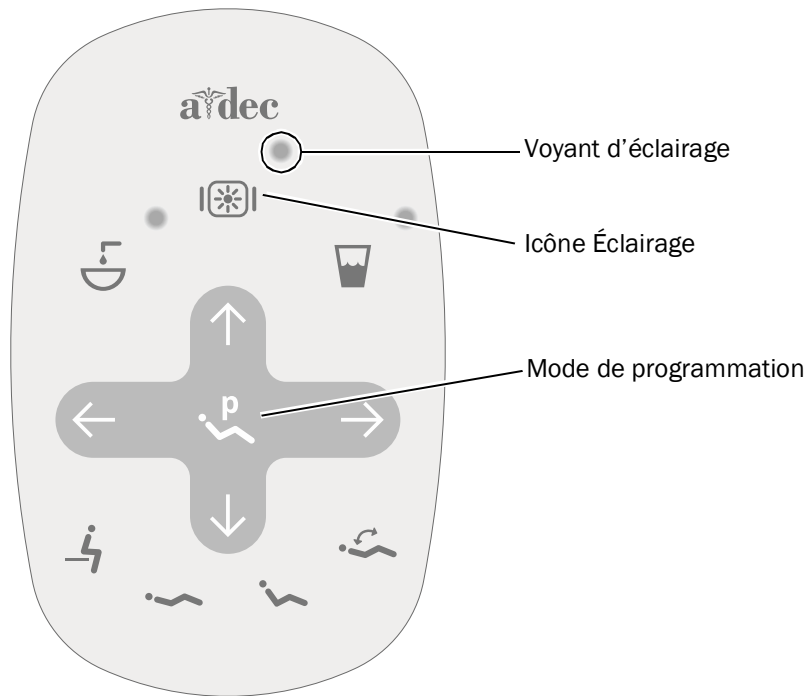 a dec
Voyant d'éclairage
Icône Éclairage
Mode de programmation
p